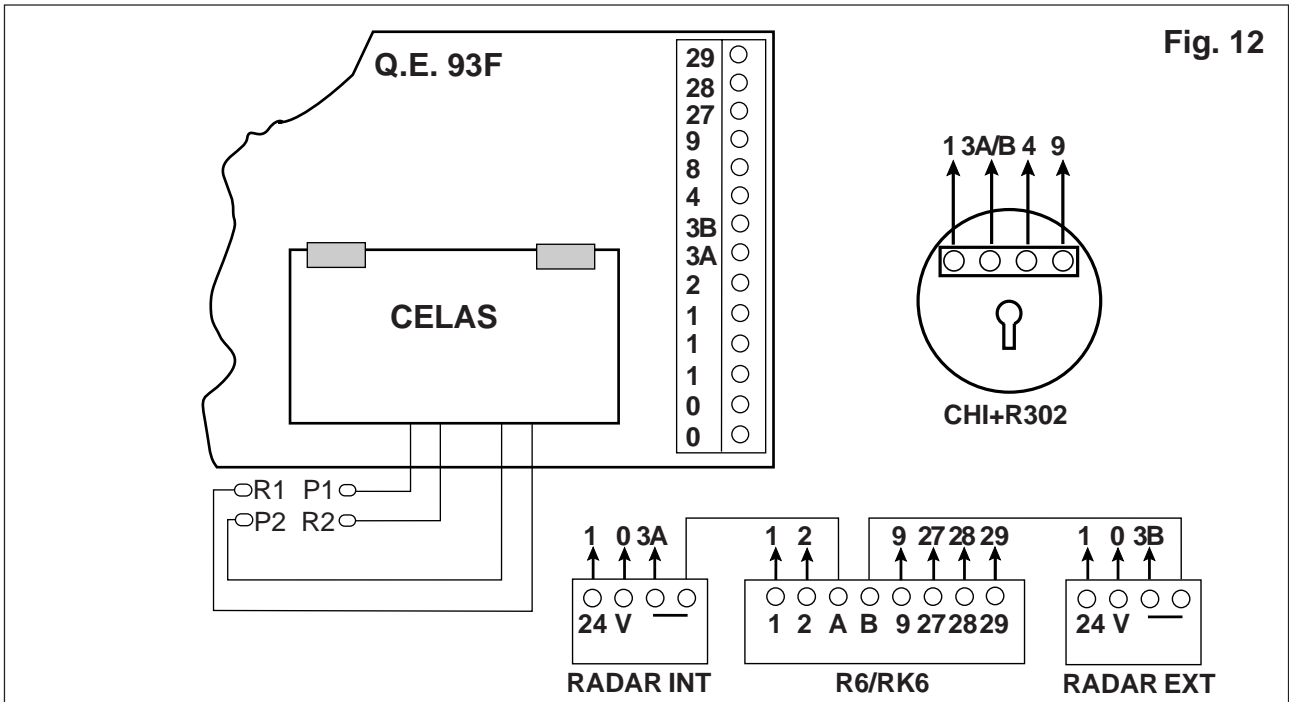 Fig. 12
Q.E. 93F
29
28
27
9
8
4
3B
3A
2
1
1
1
0
0
CELAS
R1 P1
P2 R2
1 3A/B 4 9
CHI+R302
1 0 3A
24 V
RADAR INT
1 2 9 27 28 29
1 2 A B 9 27 28 29
R6/RK6
1 0 3B
24 V
RADAR EXT